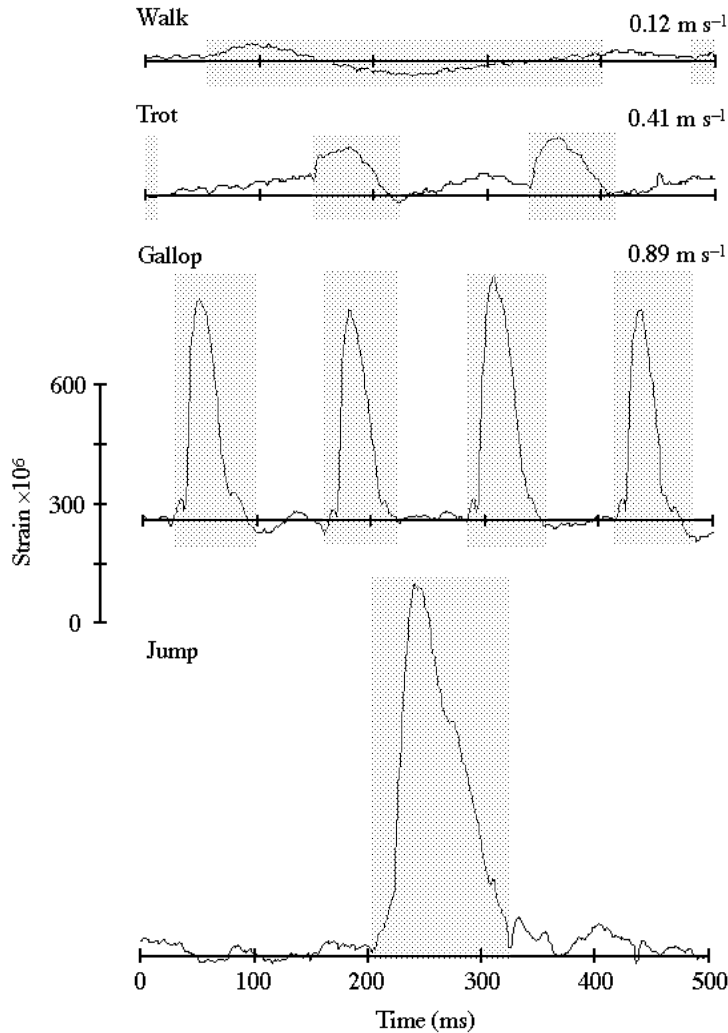 Walk 0.12 m s⁻¹
Trot 0.41 m s⁻¹
Gallop 0.89 m s⁻¹
600
300
0
Strain ×10⁶
Jump
0 100 200 300 400 500
Time (ms)